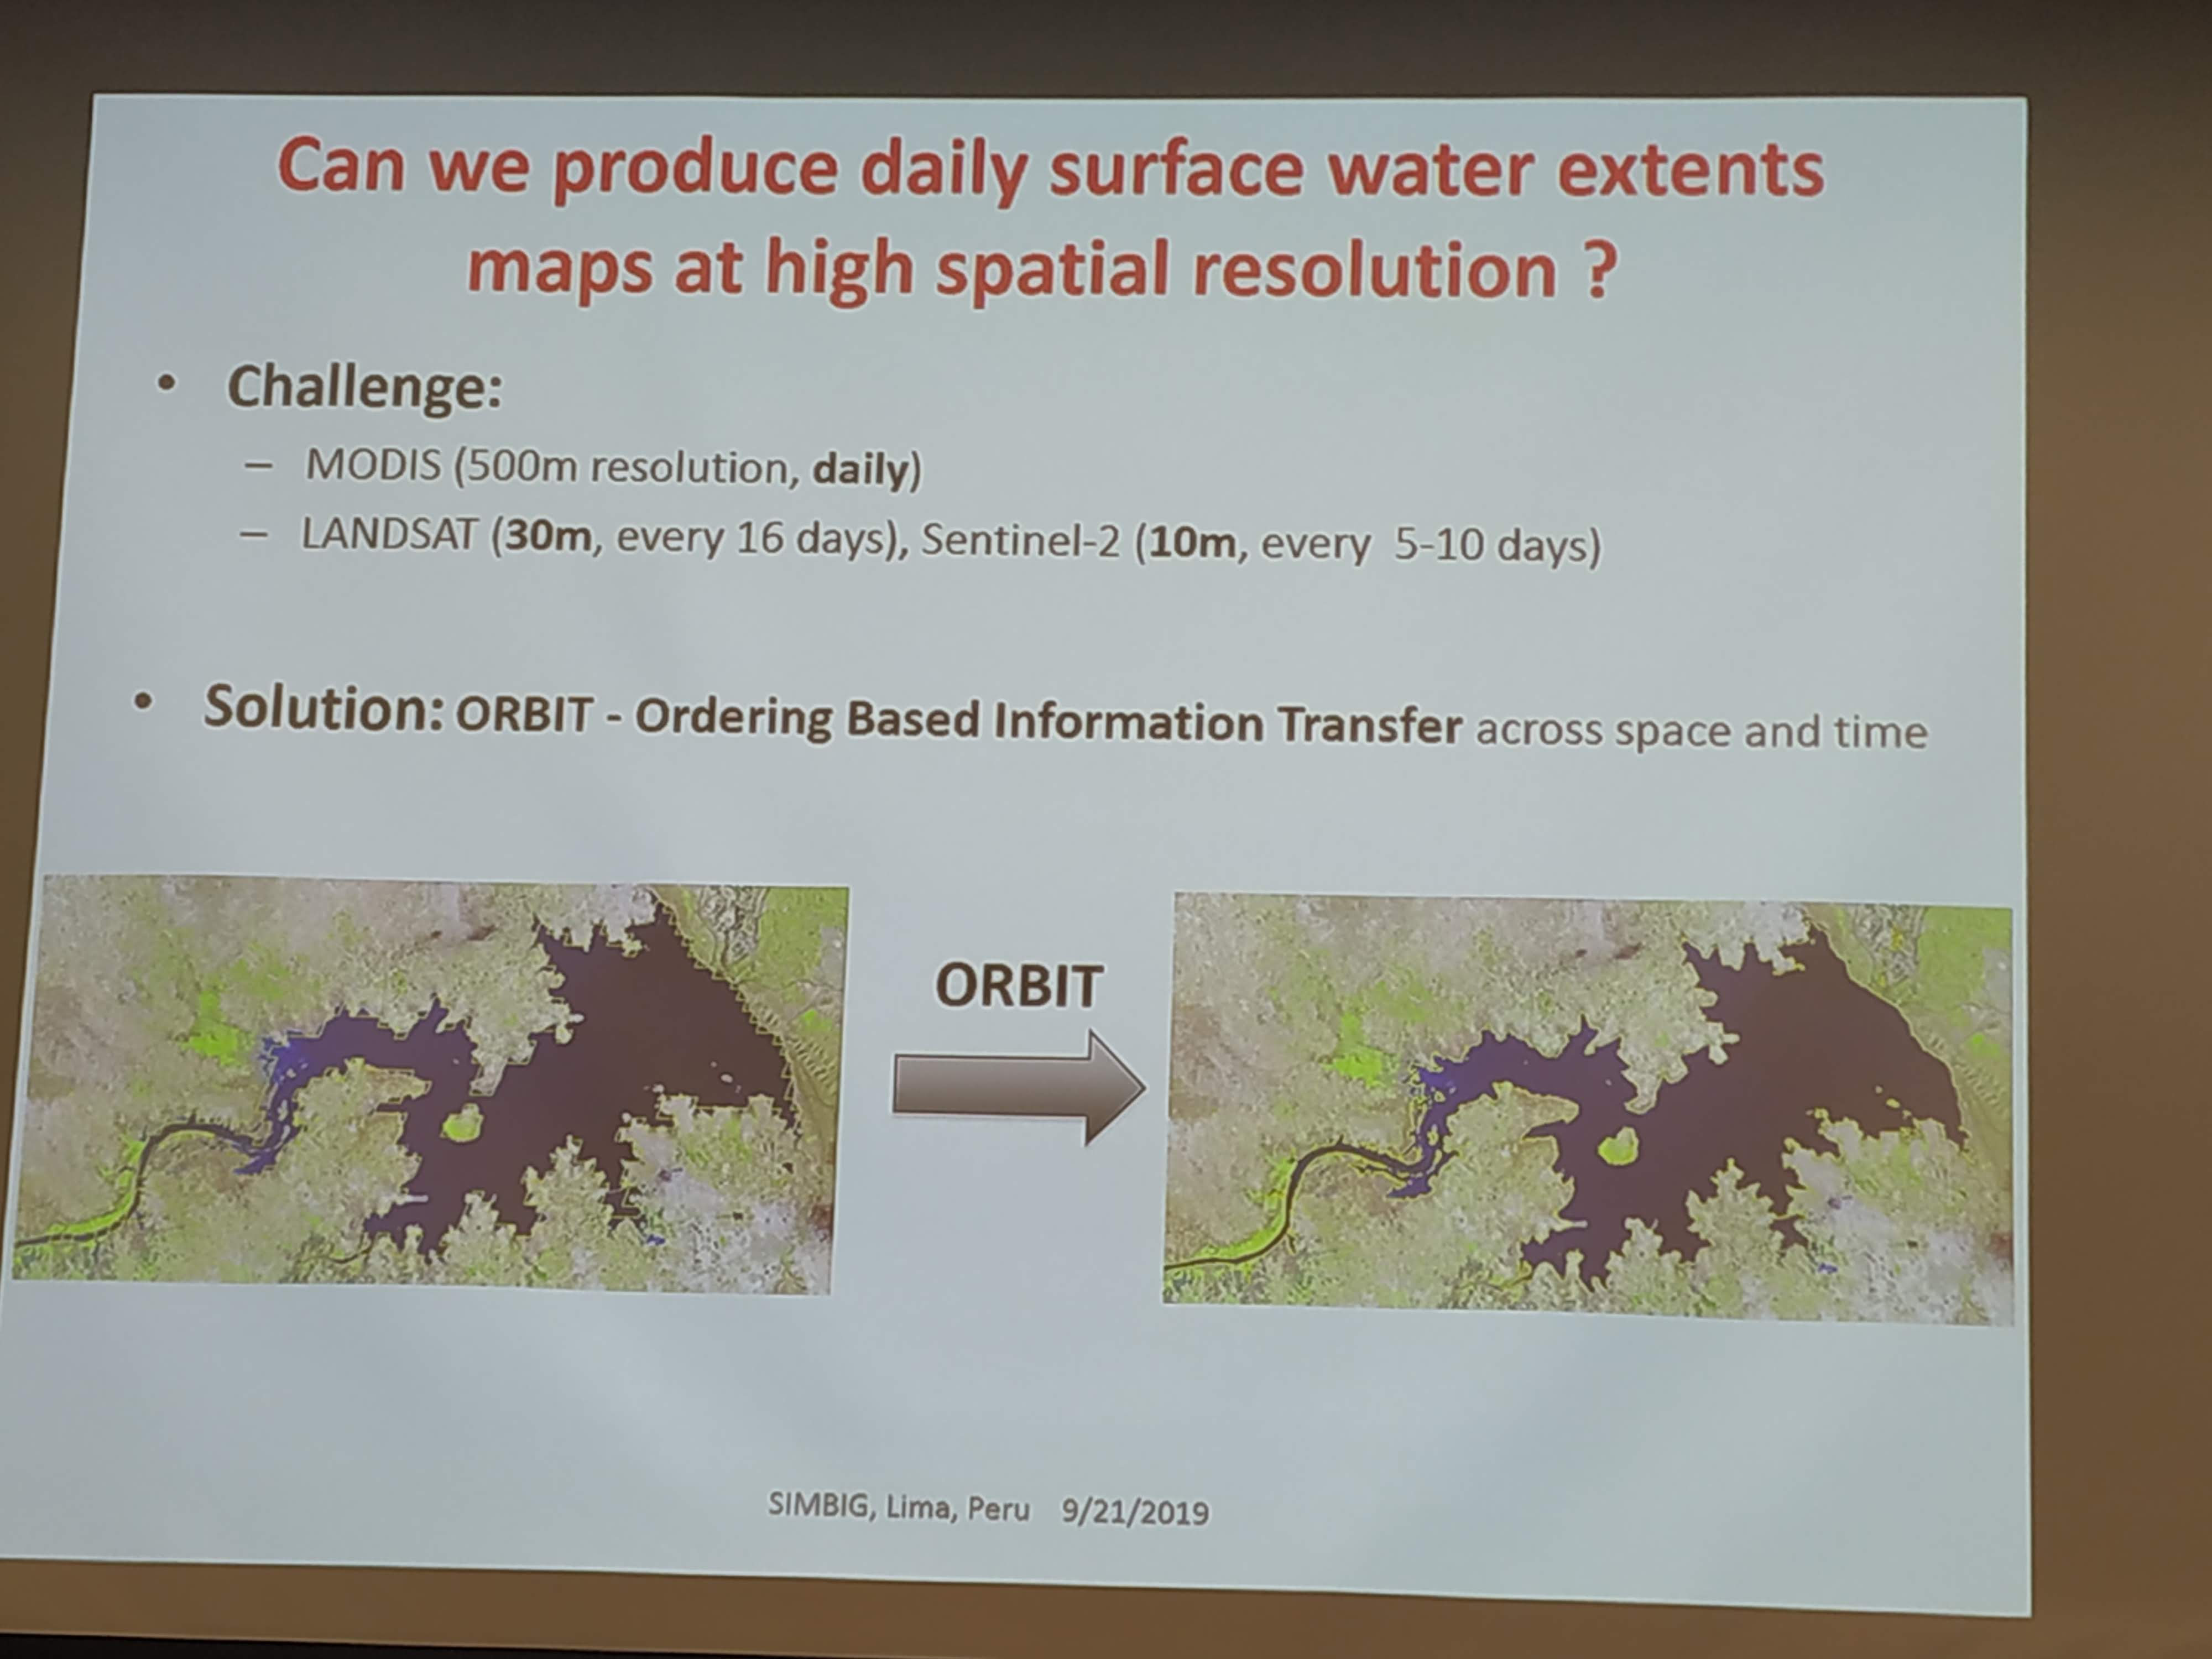 Can we produce daily surface water extents
maps at high spatial resolution ?
• Challenge:
– MODIS (500m resolution, daily)
– LANDSAT (30m, every 16 days), Sentinel-2 (10m, every 5-10 days)
• Solution: ORBIT - Ordering Based Information Transfer across space and time
ORBIT
SIMBIG, Lima, Peru 9/21/2019